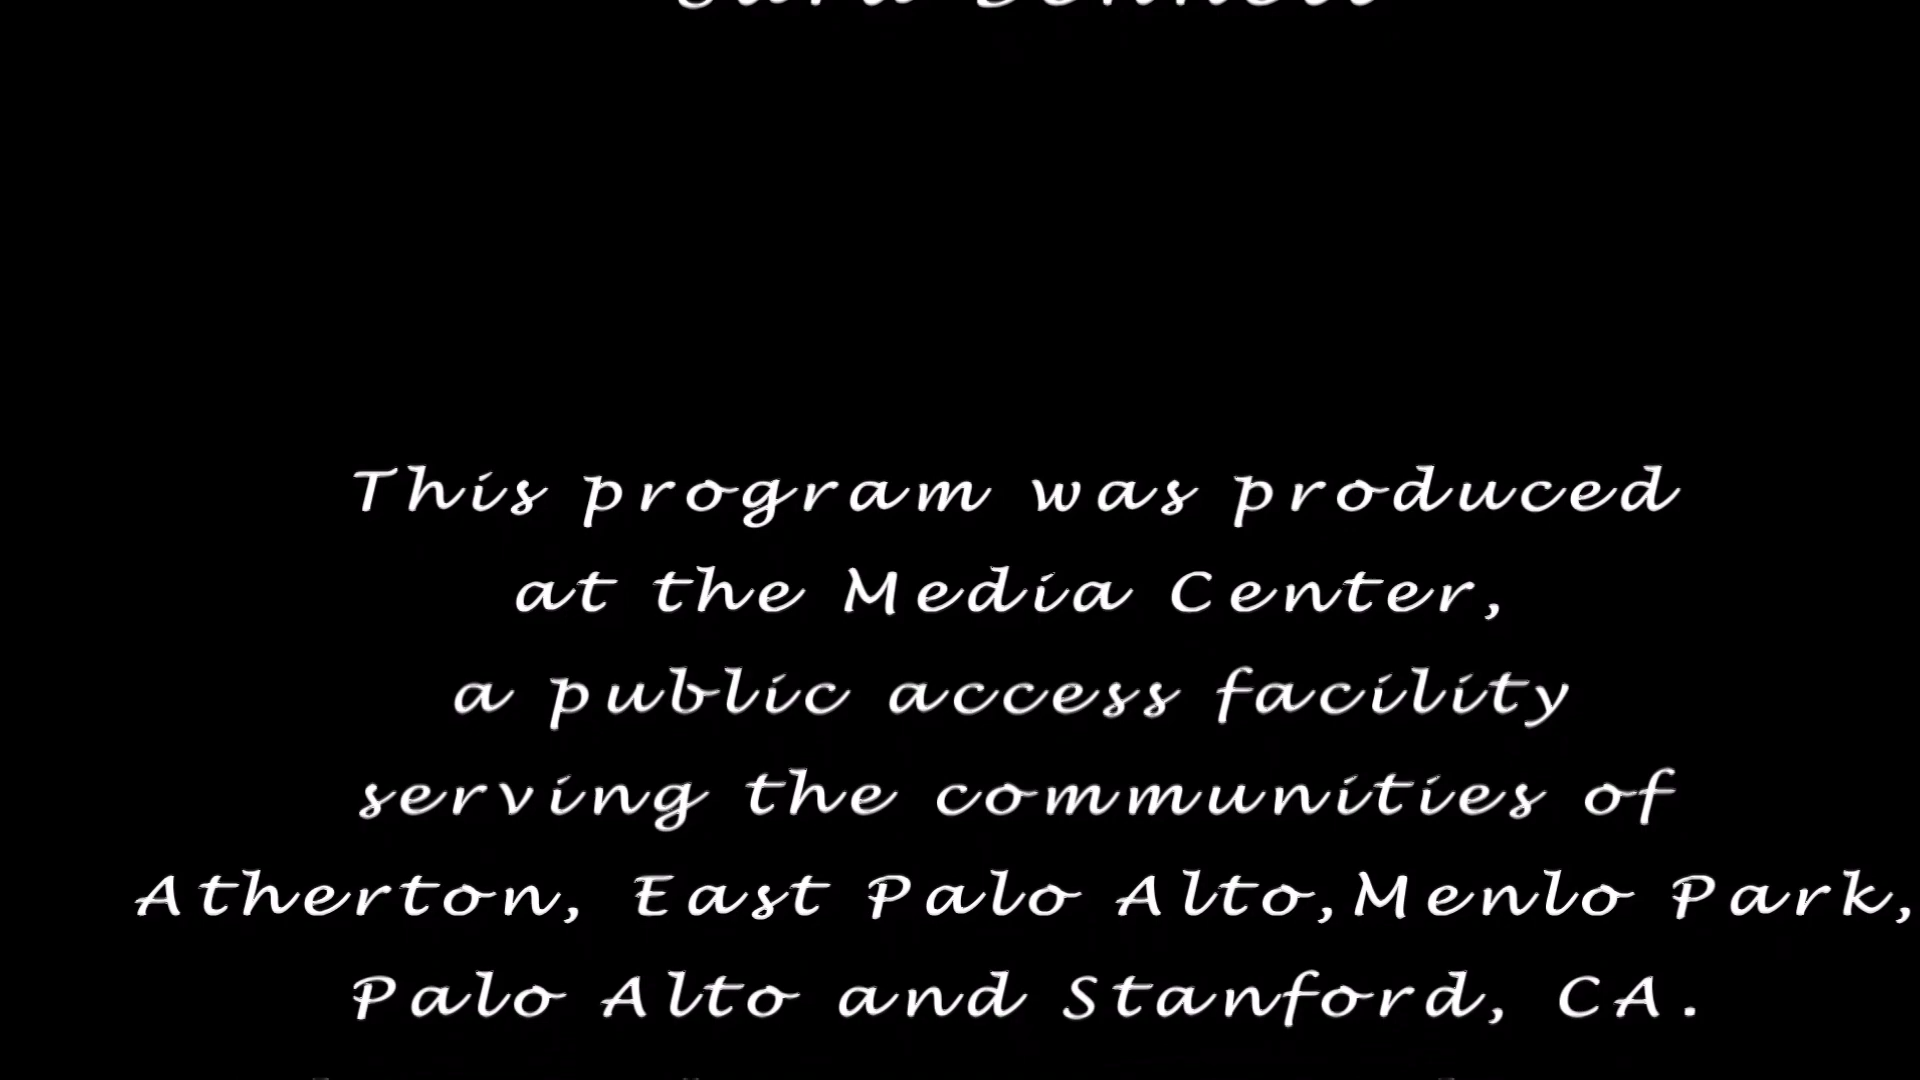 This program was produced
at the Media Center,
a public access facility
serving the communities of
Atherton, East Palo Alto,Menlo Park,
Palo Alto and Stanford, CA.